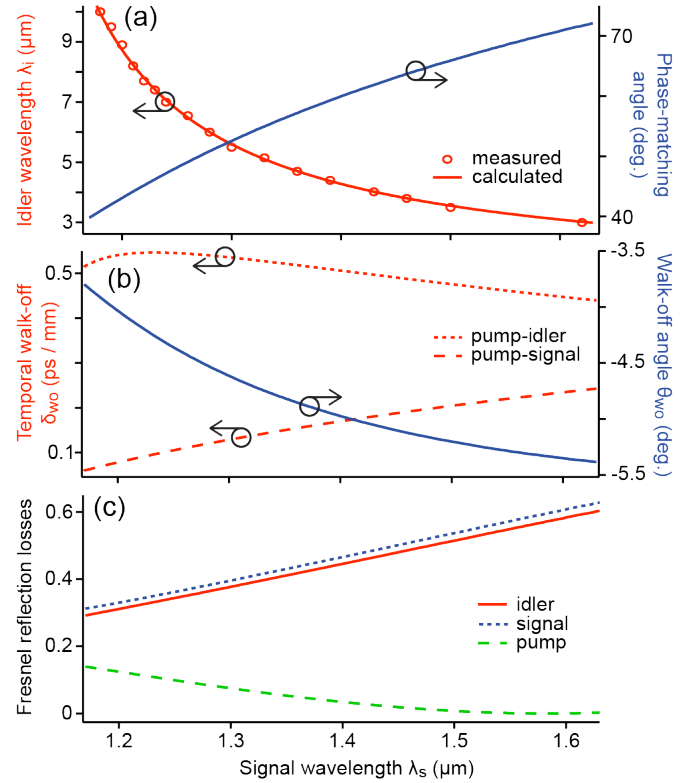 (a)
Idler wavelength λi (μm)
9
7
5
3
70
40
Phase-matching
angle (deg.)
measured
calculated
(b)
Temporal walk-off
δwo (ps / mm)
0.5
0.1
-3.5
-4.5
-5.5
Walk-off angle θwo
(deg.)
pump-idler
pump-signal
(c)
Fresnel reflection losses
0.6
0.4
0.2
0
idler
signal
pump
1.2
1.3
1.4
1.5
1.6
Signal wavelength λs (μm)